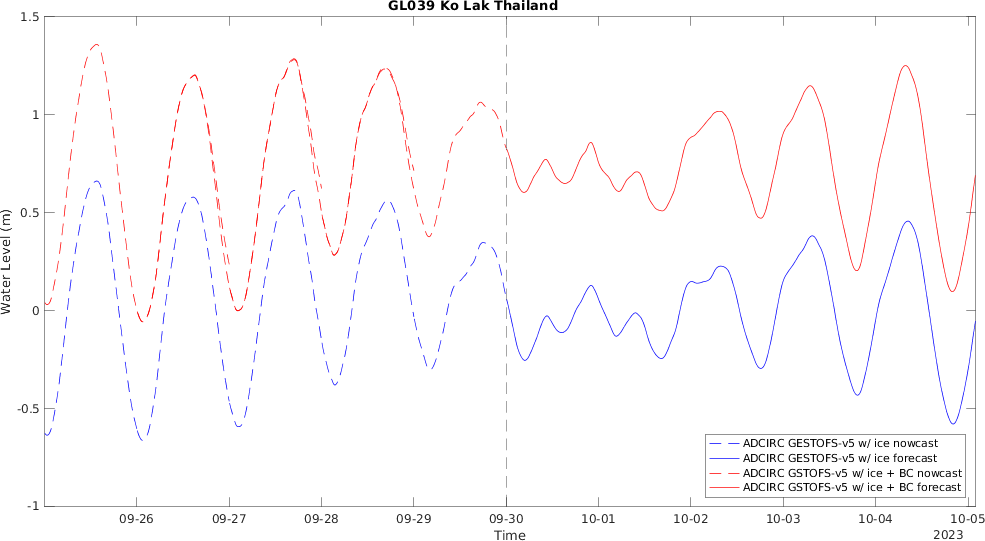 GL039 Ko Lak Thailand
1.5
1
0.5
0
-0.5
-1
Water Level (m)
09-26 09-27 09-28 09-29 09-30 10-01 10-02 10-03 10-04 10-05
Time
2023
ADCIRC GESTOFS-v5 w/ ice nowcast
ADCIRC GESTOFS-v5 w/ ice forecast
ADCIRC GSTOFS-v5 w/ ice + BC nowcast
ADCIRC GSTOFS-v5 w/ ice + BC forecast